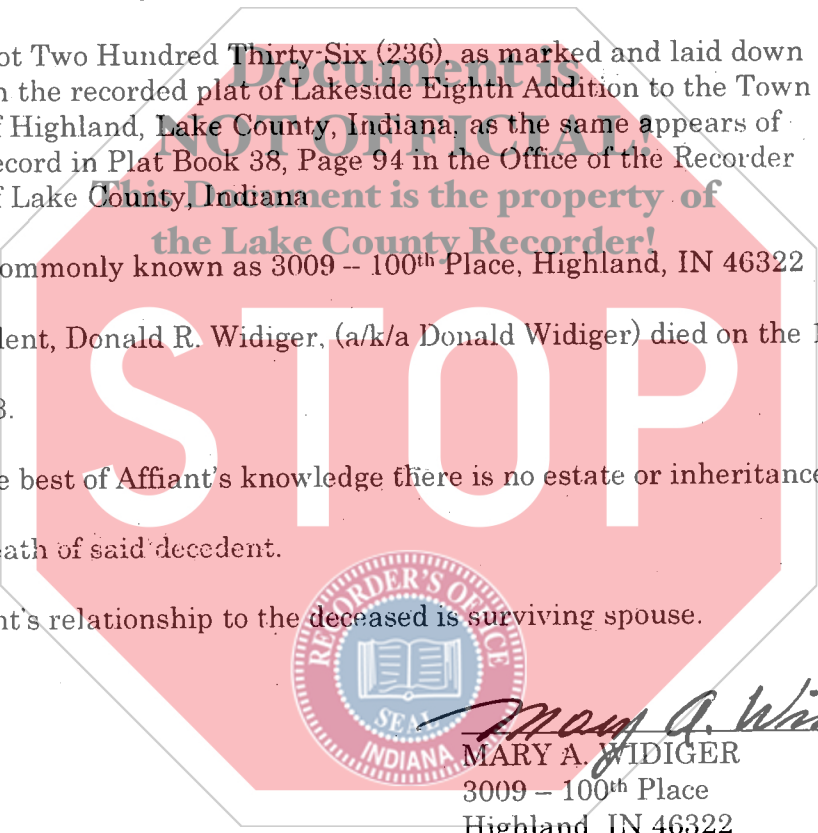 ot Two Hundred Thirty-Six (236), as marked and laid down
Document is
n the recorded plat of Lakeside Eighth Addition to the Town
f Highland, Lake County, Indiana, as the same appears of
NOT OFFICIAL!
ecord in Plat Book 38, Page 94 in the Office of the Recorder
f Lake County, Indiana
This Document is the property of
the Lake County Recorder!
ommonly known as 3009 – 100th Place, Highland, IN 46322
lent, Donald R. Widiger, (a/k/a Donald Widiger) died on the 1
3.
STOP
e best of Affiant's knowledge there is no estate or inheritance
eath of said decedent.
nt's relationship to the deceased is surviving spouse.
RECORDER'S OFFICE
SEAL
INDIANA
Mary A. Wi
MARY A. WIDIGER
3009 – 100th Place
Highland, IN 46322